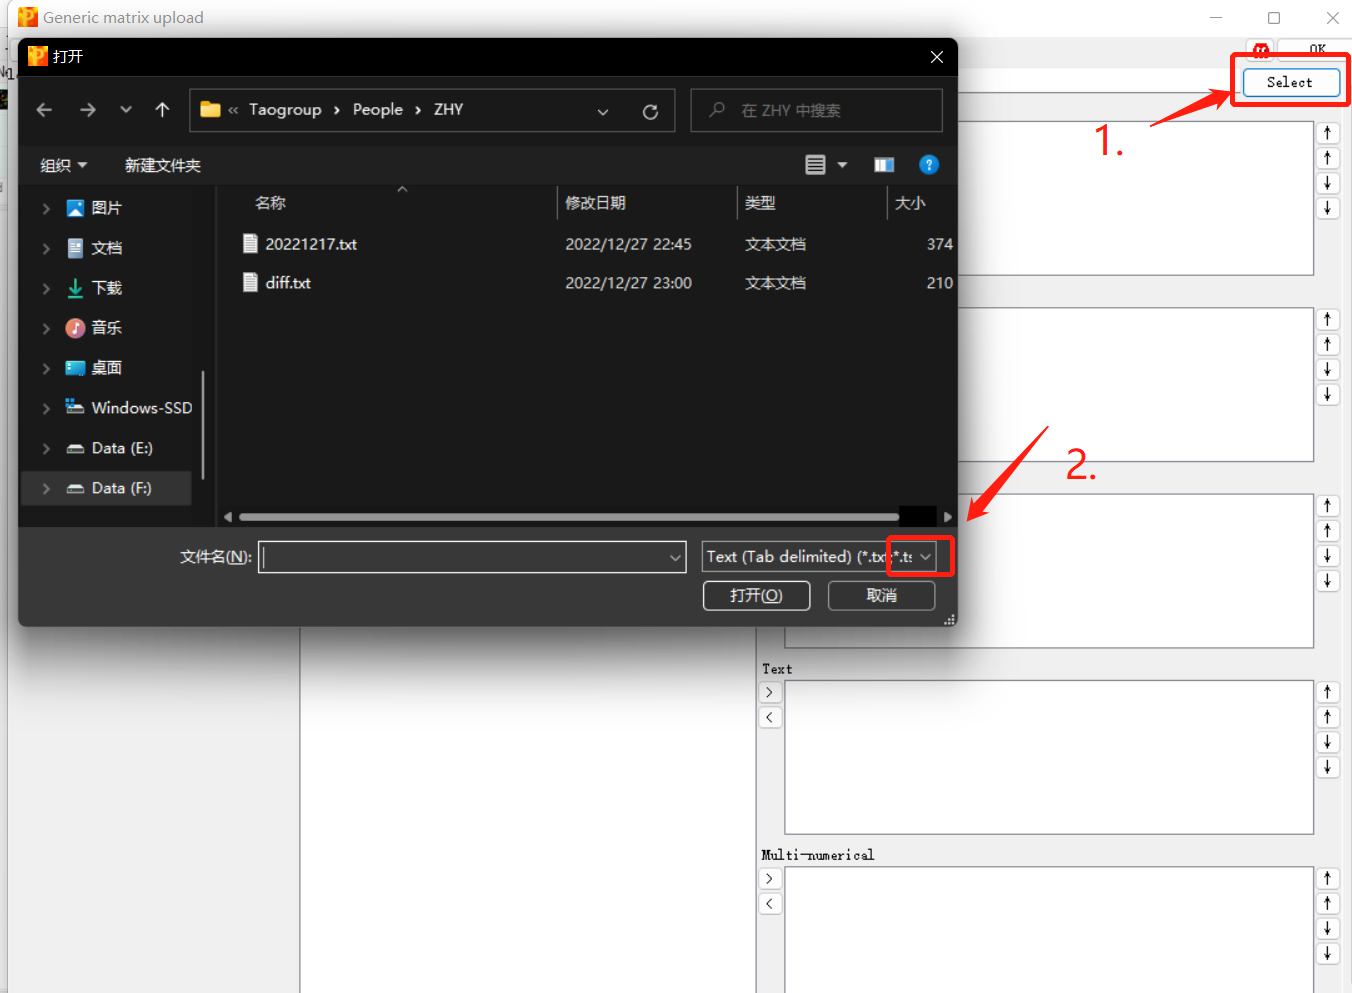 Generic matrix upload
打开
OK
Select
1.
Taogroup > People > ZHY
在 ZHY 中搜索
组织
新建文件夹
名称 修改日期 类型 大小
图片
文档
下载
音乐
桌面
Windows-SSD
Data (E:)
Data (F:)
20221217.txt 2022/12/27 22:45 文本文档 374
diff.txt 2022/12/27 23:00 文本文档 210
2.
文件名(N):
Text (Tab delimited) (*.txt;*.ts
打开(O)
取消
Text
Multi-numerical